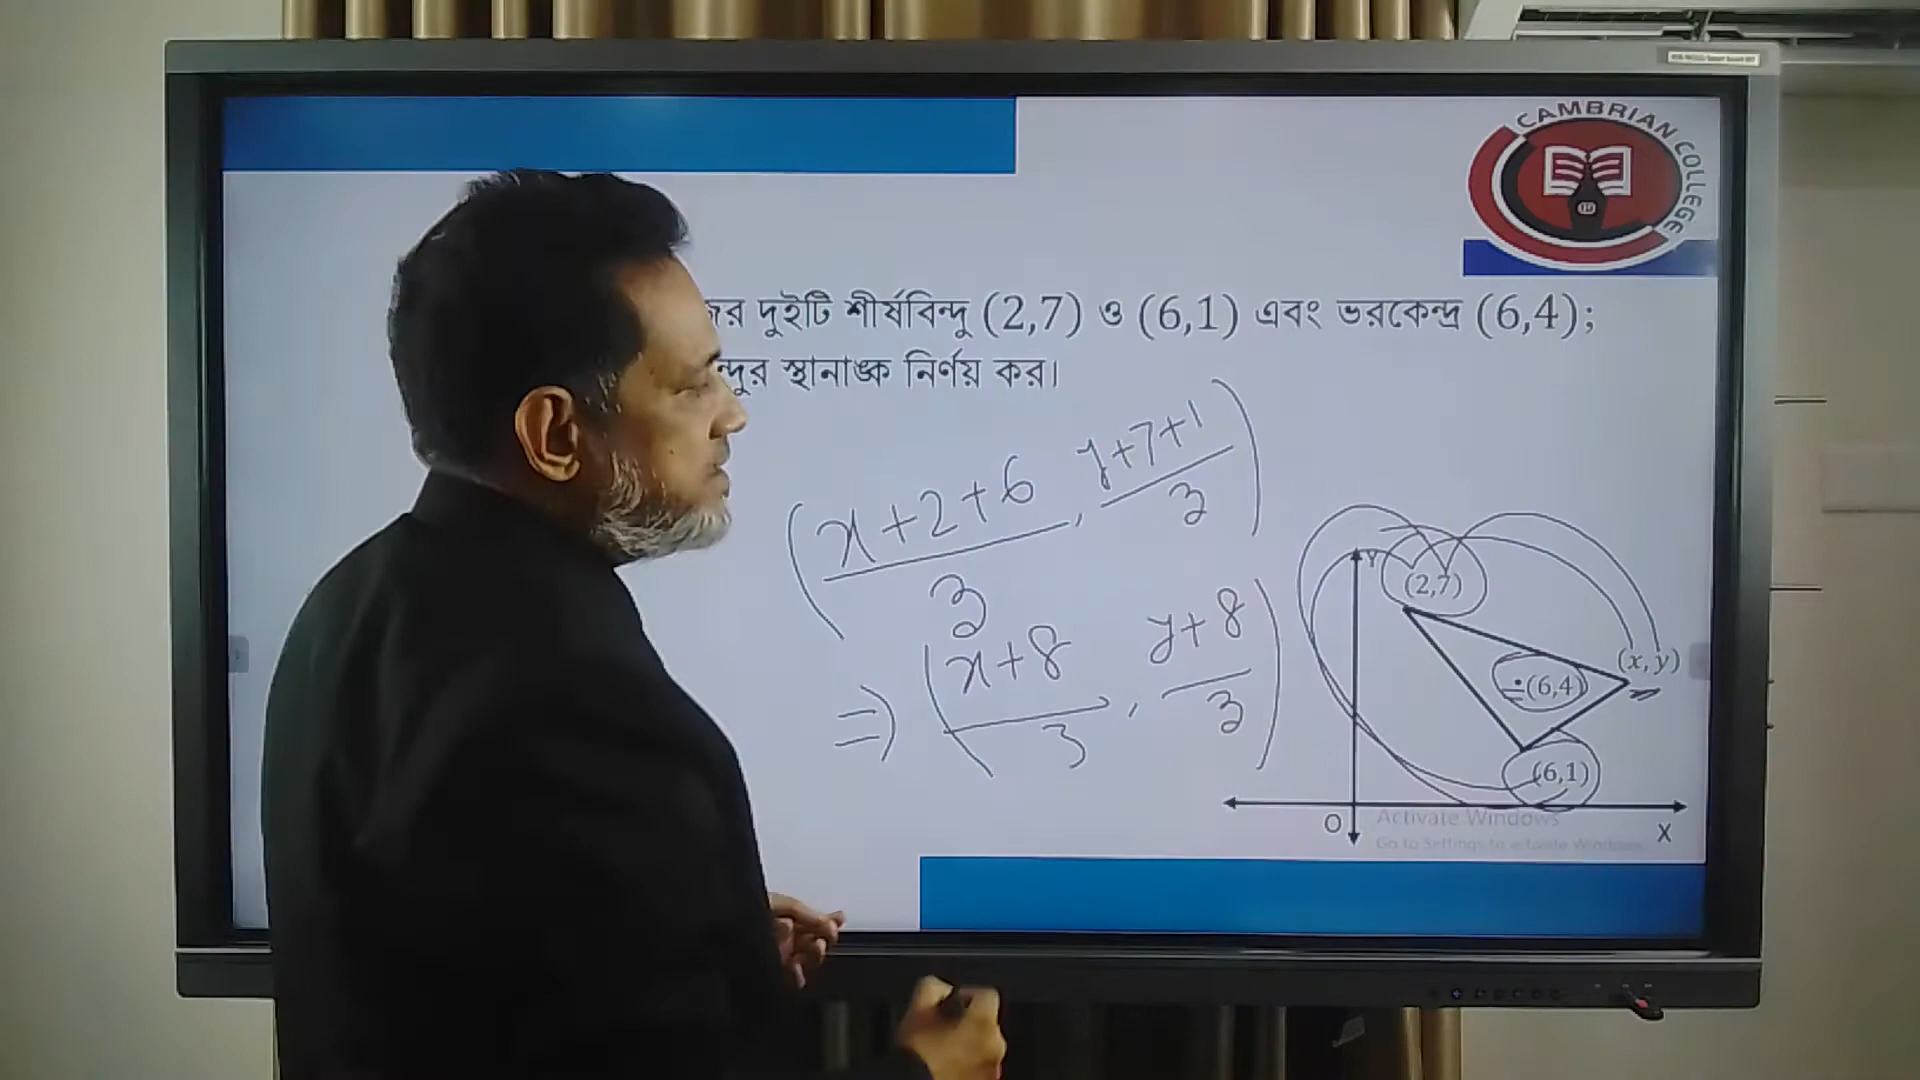 CAMBRIAN COLLEGE
দুইটি শীর্ষবিন্দু (2,7) ও (6,1) এবং ভরকেন্দ্র (6,4);
স্থানাঙ্ক নির্ণয় কর।
(x+2+6/3, y+7+1/3)
⇒ (x+8/3, y+8/3)
Y
(2,7)
(x, y)
(6,4)
(6,1)
O
X
Activate Windows
Go to Settings to activate Windows.